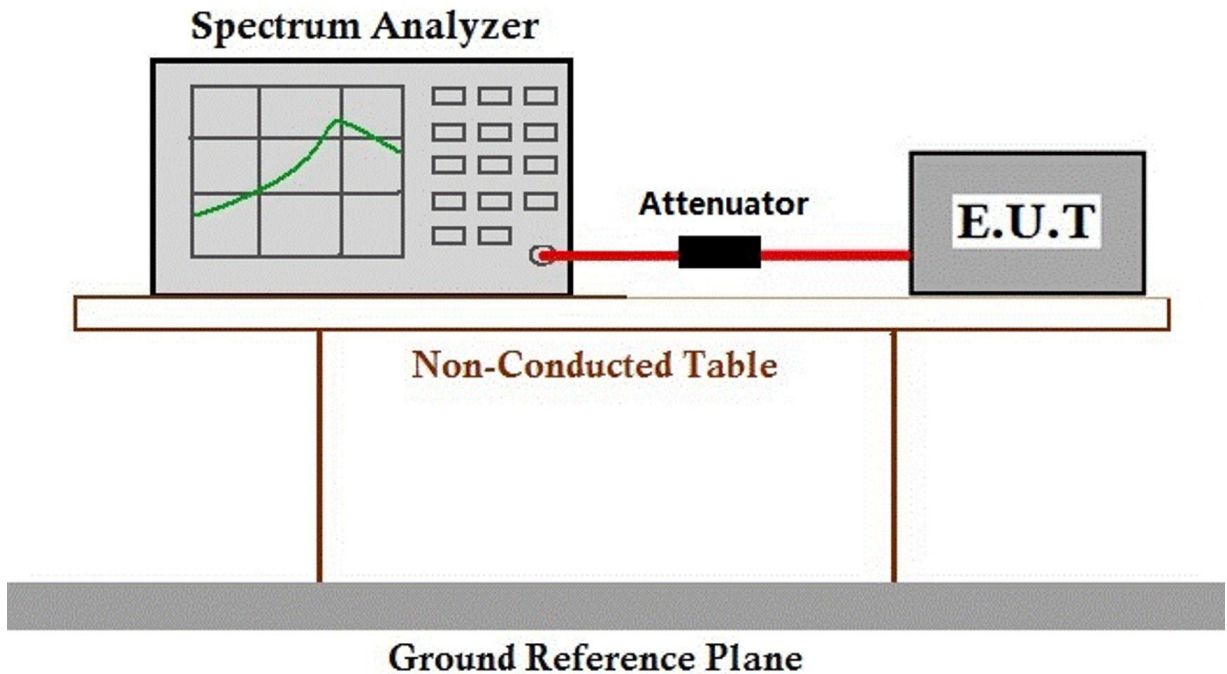 Spectrum Analyzer
Attenuator
E.U.T
Non-Conducted Table
Ground Reference Plane